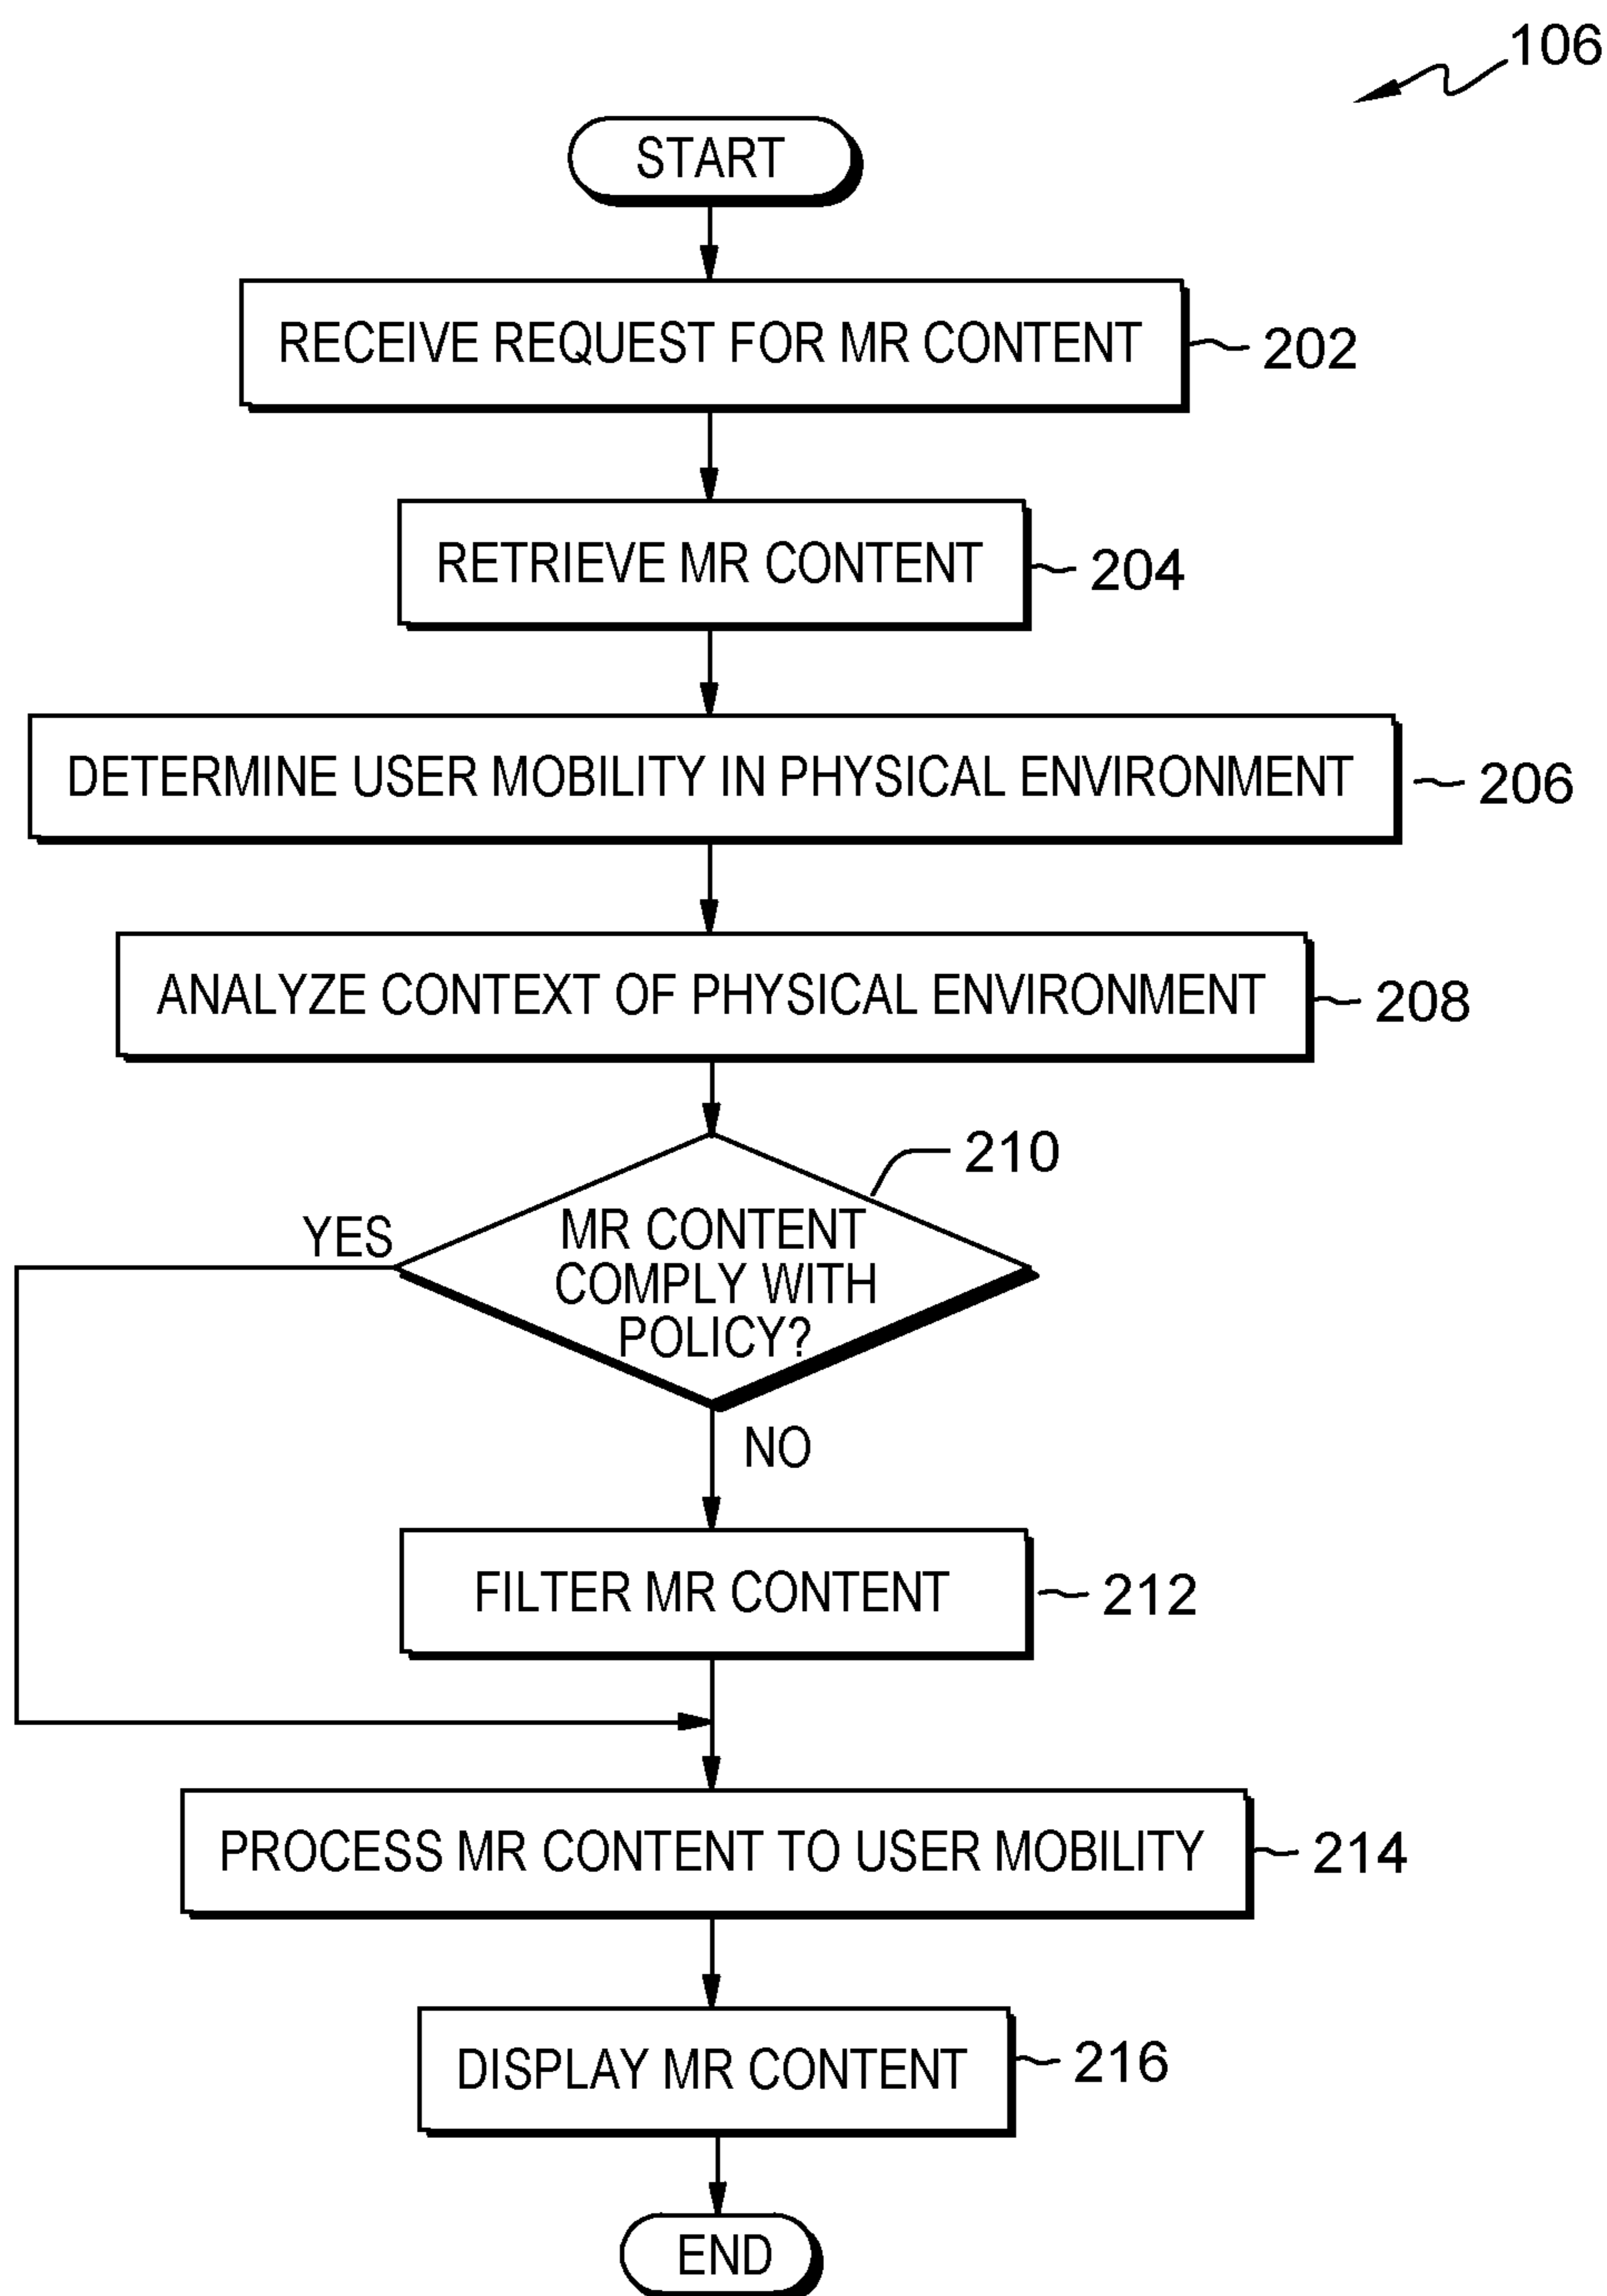 106
START
RECEIVE REQUEST FOR MR CONTENT
202
RETRIEVE MR CONTENT
204
DETERMINE USER MOBILITY IN PHYSICAL ENVIRONMENT
206
ANALYZE CONTEXT OF PHYSICAL ENVIRONMENT
208
210
YES
MR CONTENT
COMPLY WITH
POLICY?
NO
FILTER MR CONTENT
212
PROCESS MR CONTENT TO USER MOBILITY
214
DISPLAY MR CONTENT
216
END